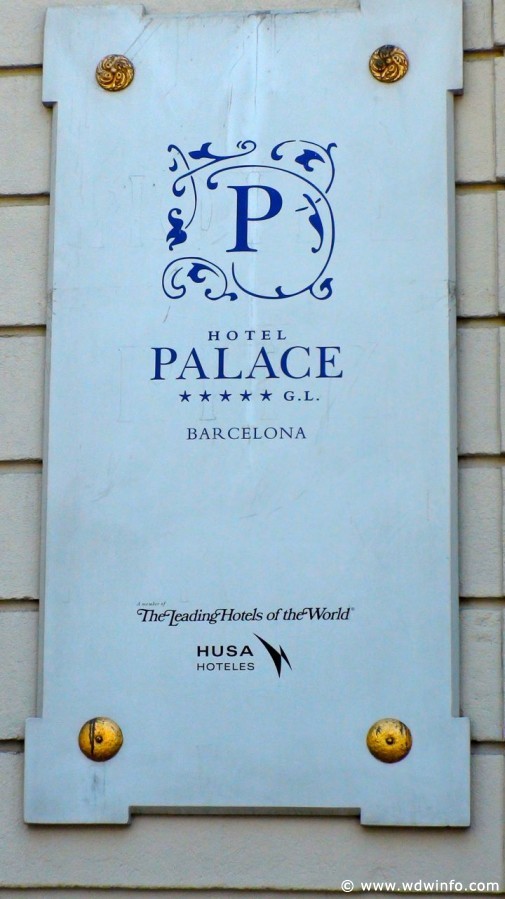 P
HOTEL
PALACE
★★★★★ G.L.
BARCELONA
A member of
The Leading Hotels of the World®
HUSA
HOTELES
© www.wdwinfo.com